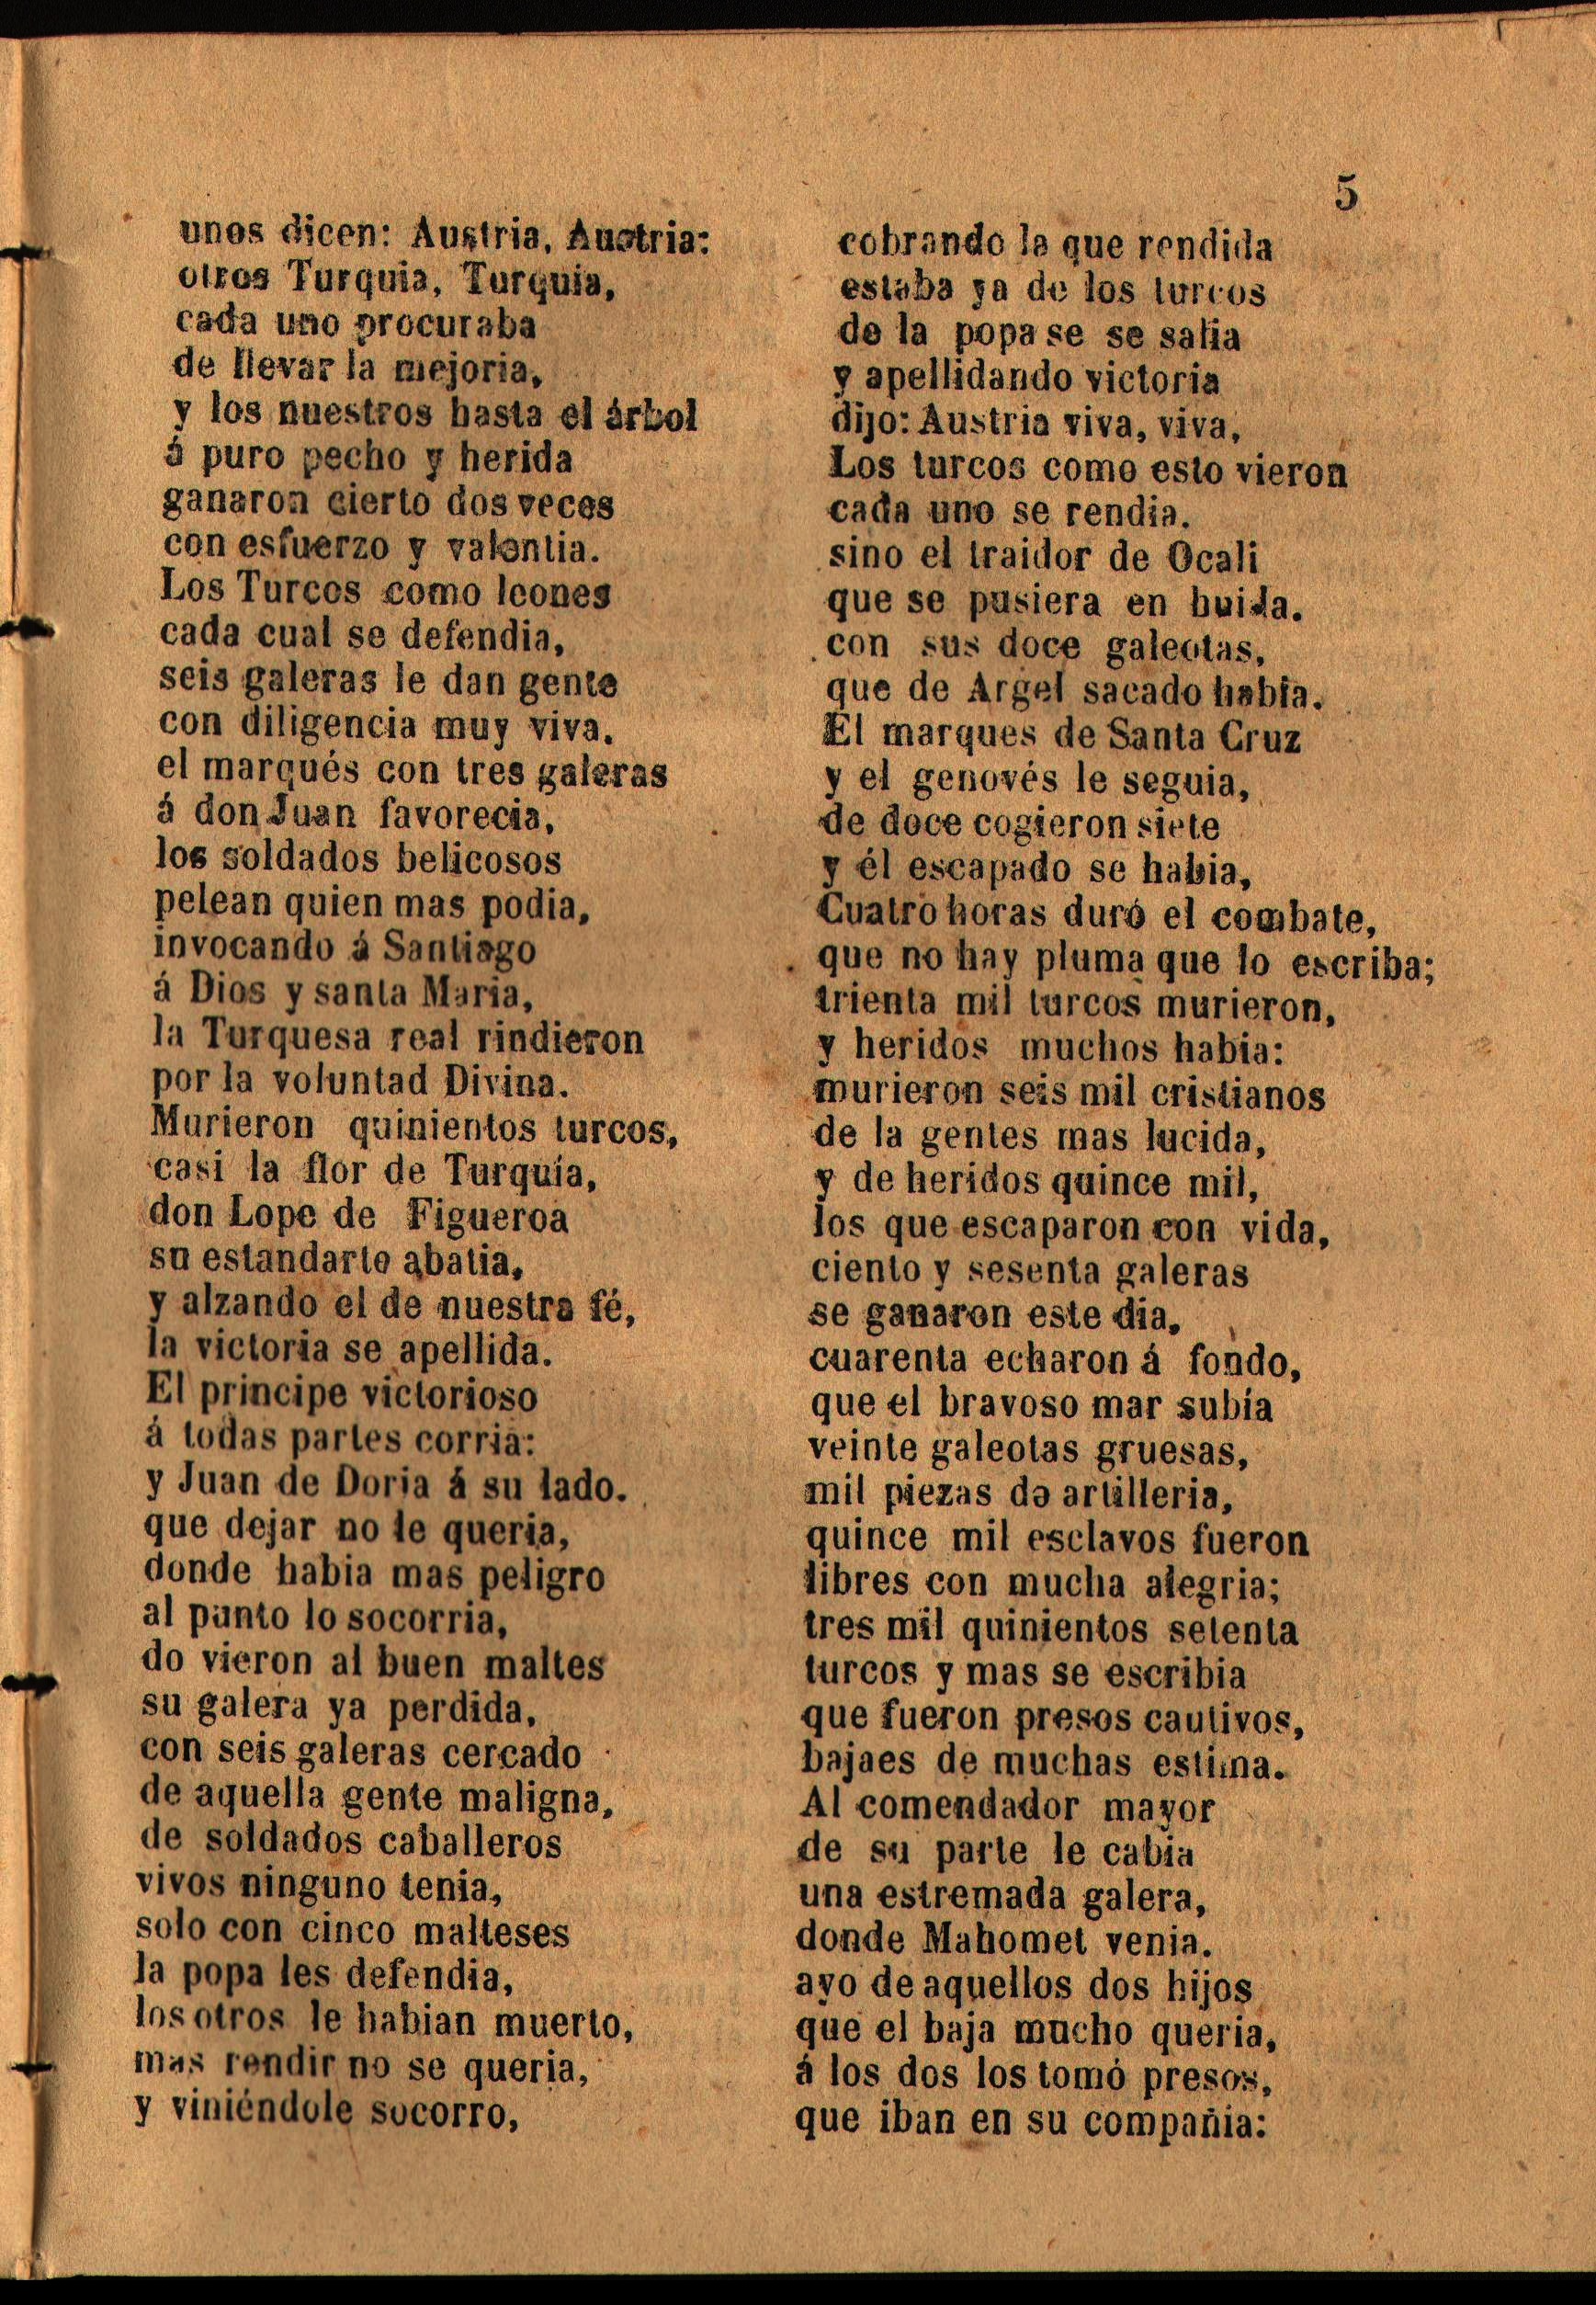 5
unos dicen: Austria, Austria:
otros Turquia, Turquia,
cada uno procuraba
de llevar la mejoria,
y los nuestros hasta el árbol
á puro pecho y herida
ganaron cierto dos veces
con esfuerzo y valentia.
Los Turcos como leones
cada cual se defendia,
seis galeras le dan gente
con diligencia muy viva.
el marqués con tres galeras
á don Juan favorecia,
los soldados belicosos
pelean quien mas podia,
invocando á Santiago
á Dios y santa Maria,
la Turquesa real rindieron
por la voluntad Divina.
Murieron quinientos turcos,
casi la flor de Turquía,
don Lope de Figueroa
su estandarte abatia,
y alzando el de nuestra fé,
la victoria se apellida.
El principe victorioso
á todas partes corria:
y Juan de Doria á su lado.
que dejar no le queria,
donde habia mas peligro
al punto lo socorria,
do vieron al buen maltes
su galera ya perdida,
con seis galeras cercado
de aquella gente maligna,
de soldados caballeros
vivos ninguno tenia,
solo con cinco malteses
la popa les defendia,
los otros le habian muerto,
mas rendir no se queria,
y viniéndole socorro,
cobrando la que rendida
estaba ya de los turcos
de la popa se se salia
y apellidando victoria
dijo: Austria viva, viva,
Los turcos como esto vieron
cada uno se rendia.
sino el traidor de Ocali
que se pusiera en huida.
con sus doce galeotas,
que de Argel sacado habia.
El marques de Santa Cruz
y el genovés le seguia,
de doce cogieron siete
y él escapado se habia,
Cuatro horas duró el combate,
que no hay pluma que lo escriba;
trienta mil turcos murieron,
y heridos muchos habia:
murieron seis mil cristianos
de la gentes mas lucida,
y de heridos quince mil,
los que escaparon con vida,
ciento y sesenta galeras
se ganaron este dia,
cuarenta echaron á fondo,
que el bravoso mar subía
veinte galeotas gruesas,
mil piezas de artilleria,
quince mil esclavos fueron
libres con mucha alegria;
tres mil quinientos setenta
turcos y mas se escribia
que fueron presos cautivos,
bajaes de muchas estima.
Al comendador mayor
de su parte le cabia
una estremada galera,
donde Mahomet venia.
ayo de aquellos dos hijos
que el baja mucho queria,
á los dos los tomó presos,
que iban en su compañia: